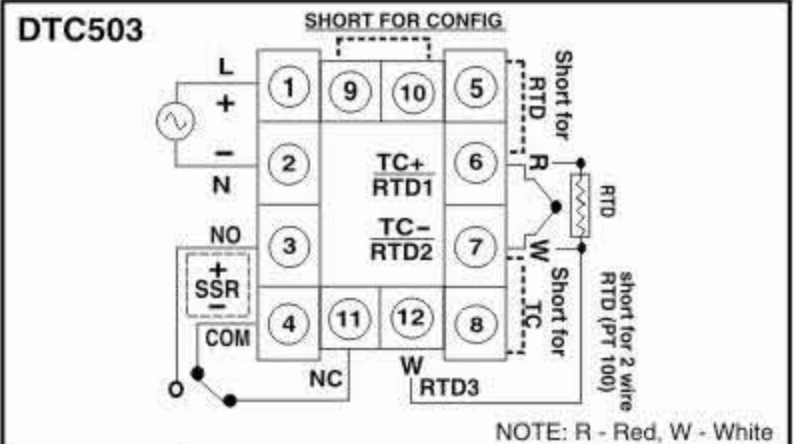 DTC503
SHORT FOR CONFIG
L
+
−
N
1
9
10
5
2
TC+
RTD1
6
3
TC−
RTD2
7
4
11
12
8
NO
+
SSR
−
COM
O
NC
W
RTD3
Short for
RTD
R
RTD
W
Short for
TC
short for 2 wire
RTD (PT 100)
NOTE: R - Red, W - White